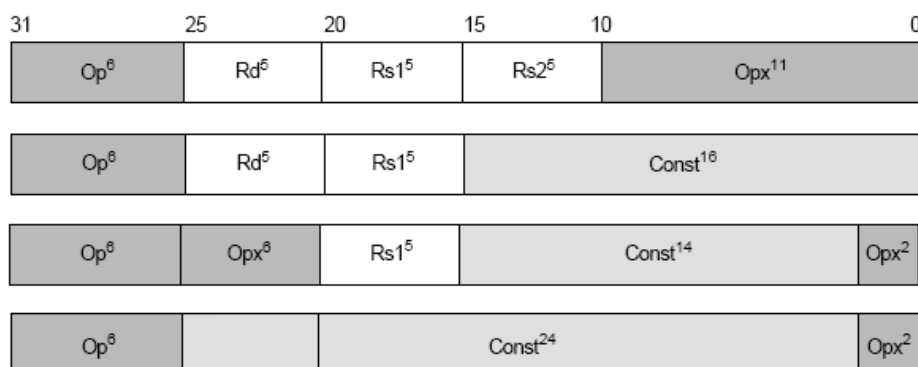 31 25 20 15 10 0
Op⁶ Rd⁵ Rs1⁵ Rs2⁵ Opx¹¹
Op⁶ Rd⁵ Rs1⁵ Const¹⁶
Op⁶ Opx⁶ Rs1⁵ Const¹⁴ Opx²
Op⁶ Const²⁴ Opx²